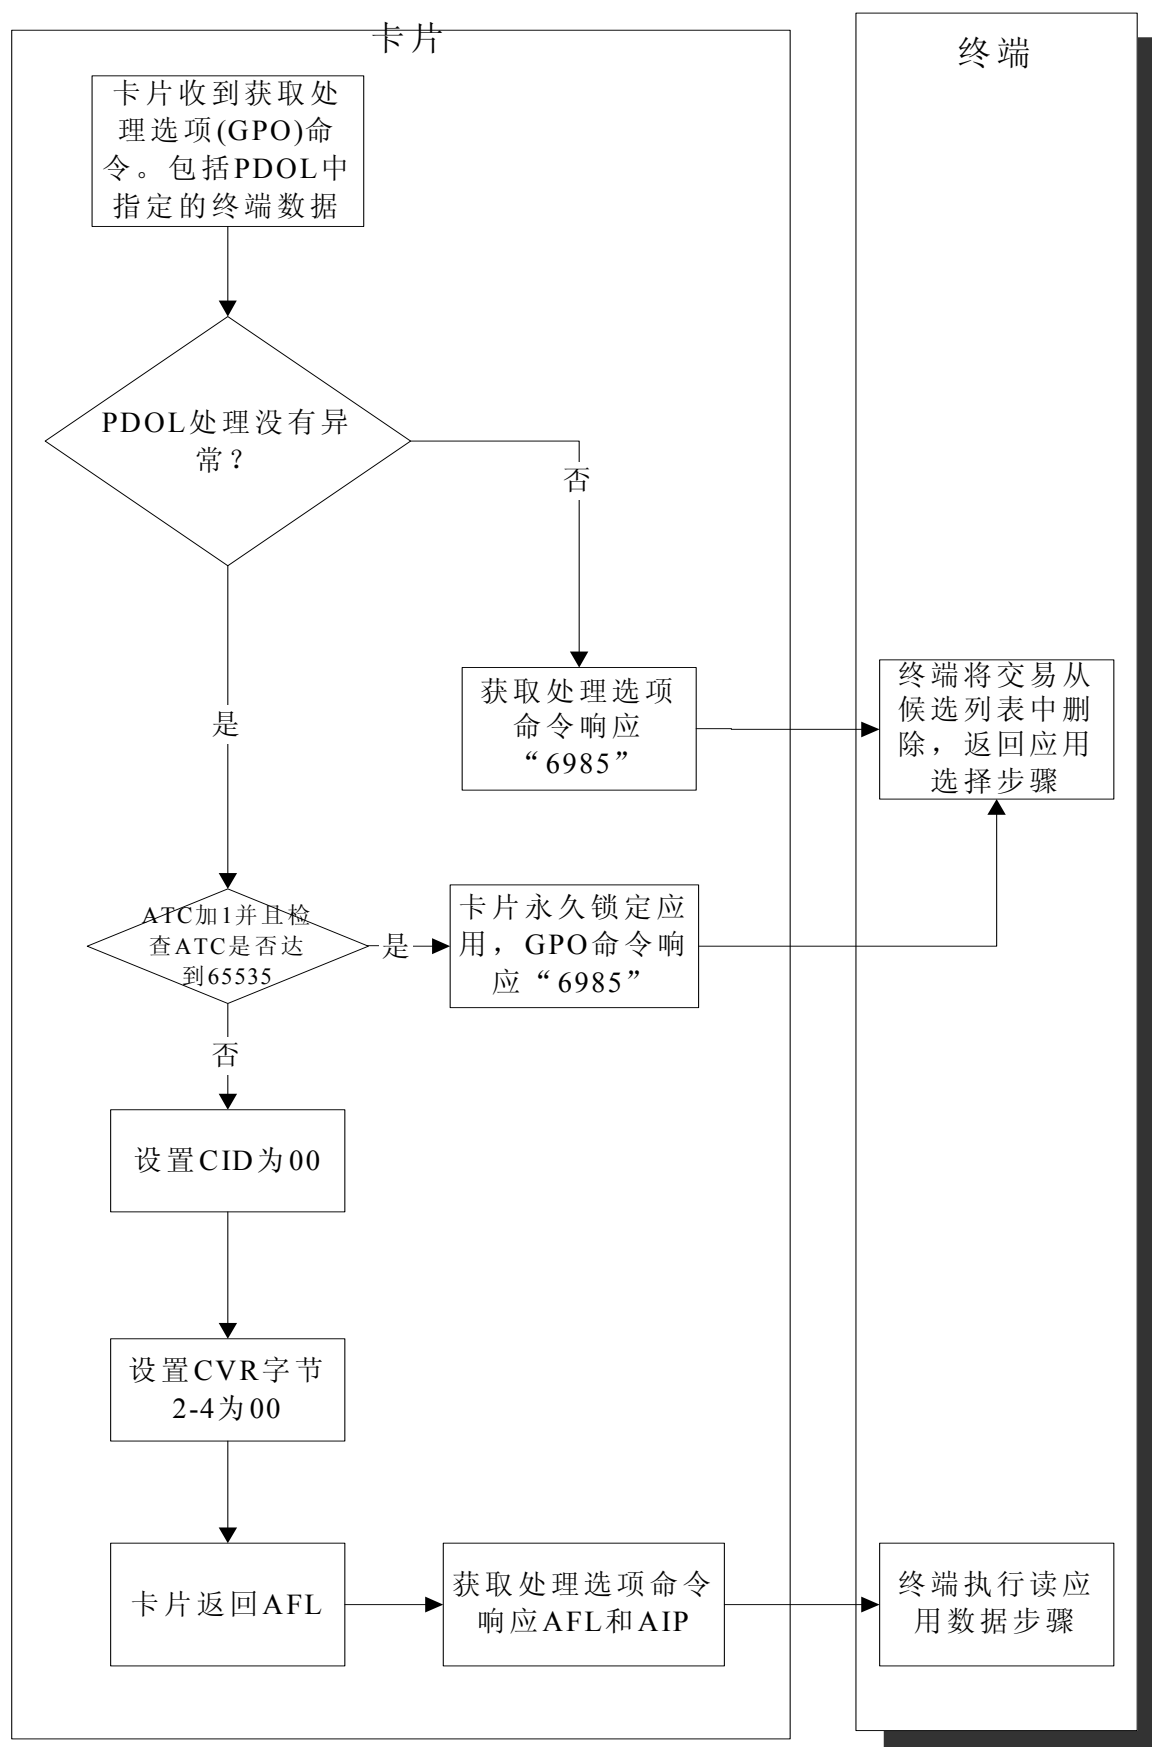 卡片
终端
卡片收到获取处
理选项(GPO)命
令。包括PDOL中
指定的终端数据
PDOL处理没有异
常？
否
是
获取处理选项
命令响应
“6985”
终端将交易从
候选列表中删
除，返回应用
选择步骤
ATC加1并且检
查ATC是否达
到65535
是
卡片永久锁定应
用，GPO命令响
应“6985”
否
设置CID为00
设置CVR字节
2-4为00
卡片返回AFL
获取处理选项命令
响应AFL和AIP
终端执行读应
用数据步骤